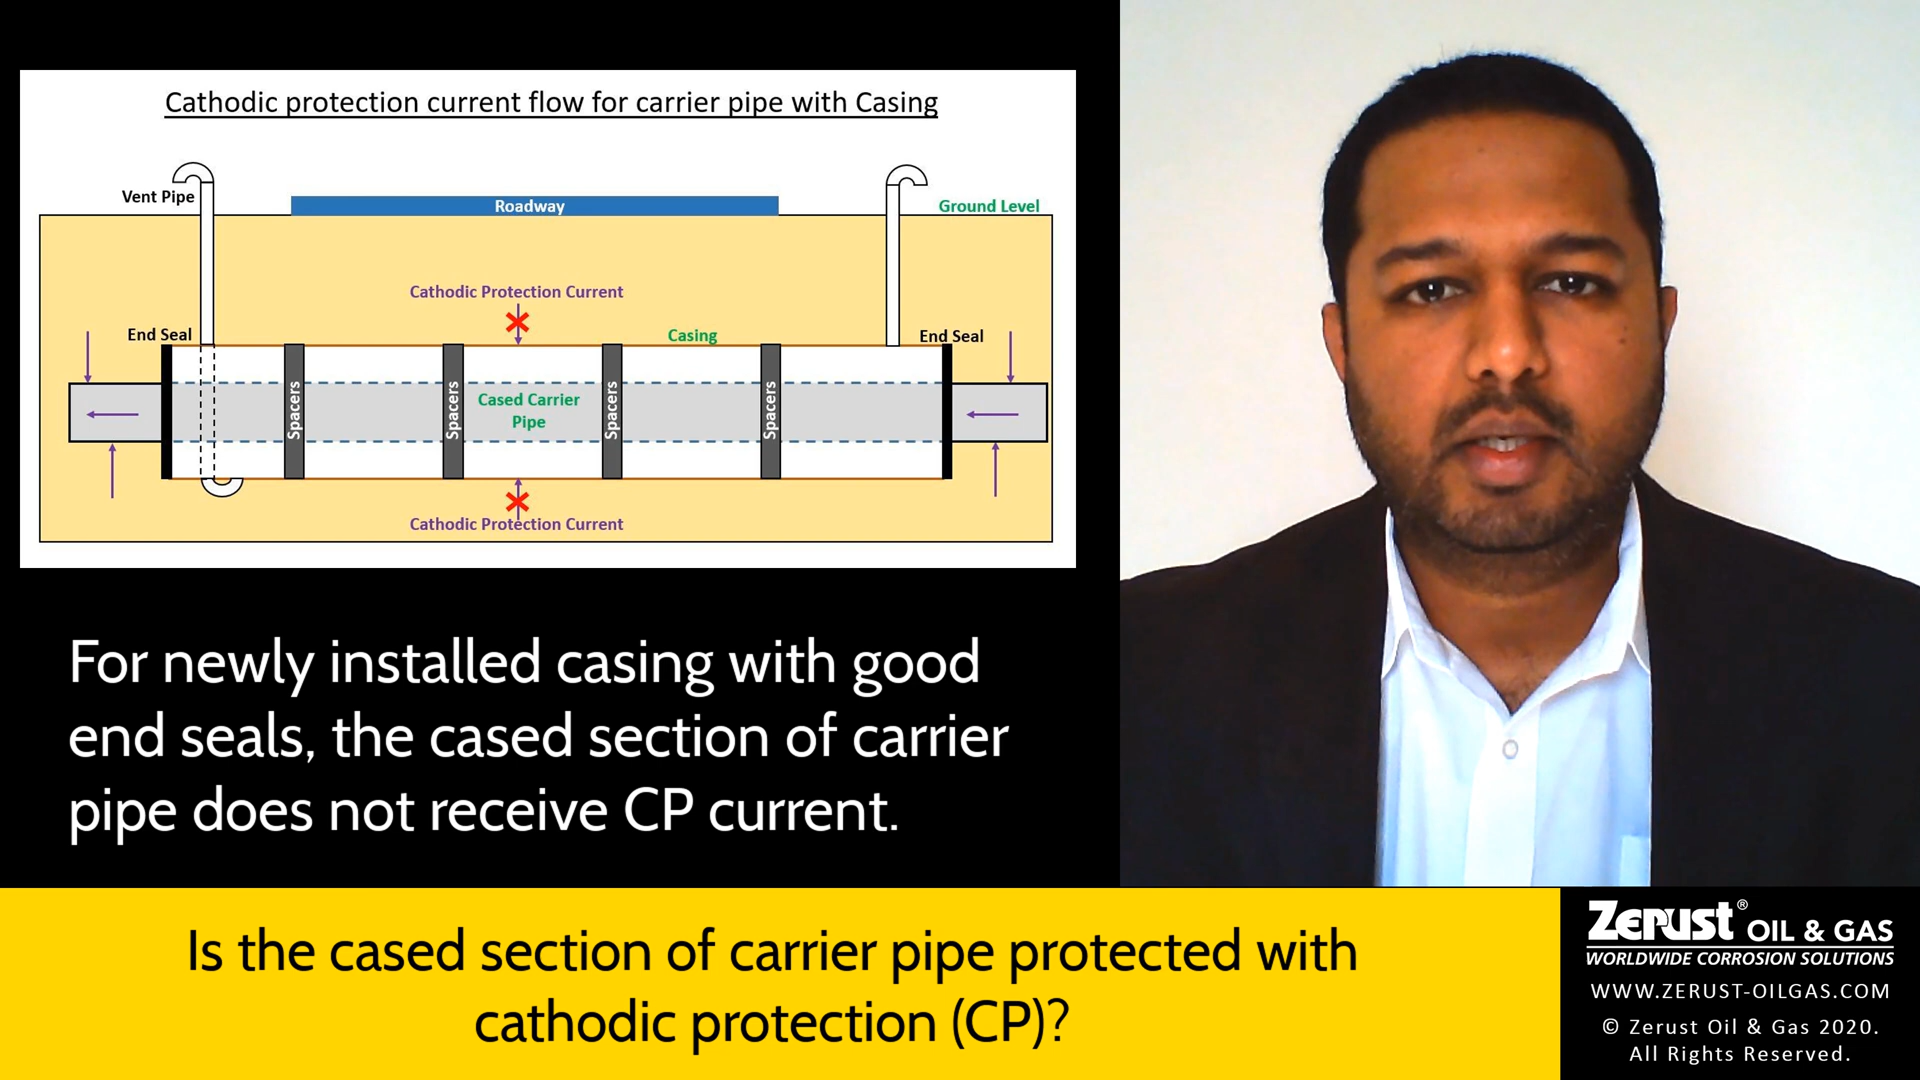 Cathodic protection current flow for carrier pipe with Casing
Vent Pipe
Roadway
Ground Level
Cathodic Protection Current
End Seal
Casing
End Seal
Spacers
Spacers
Cased Carrier
Pipe
Spacers
Spacers
Cathodic Protection Current
For newly installed casing with good
end seals, the cased section of carrier
pipe does not receive CP current.
Is the cased section of carrier pipe protected with
cathodic protection (CP)?
ZERUST® OIL & GAS
WORLDWIDE CORROSION SOLUTIONS
WWW.ZERUST-OILGAS.COM
© Zerust Oil & Gas 2020.
All Rights Reserved.